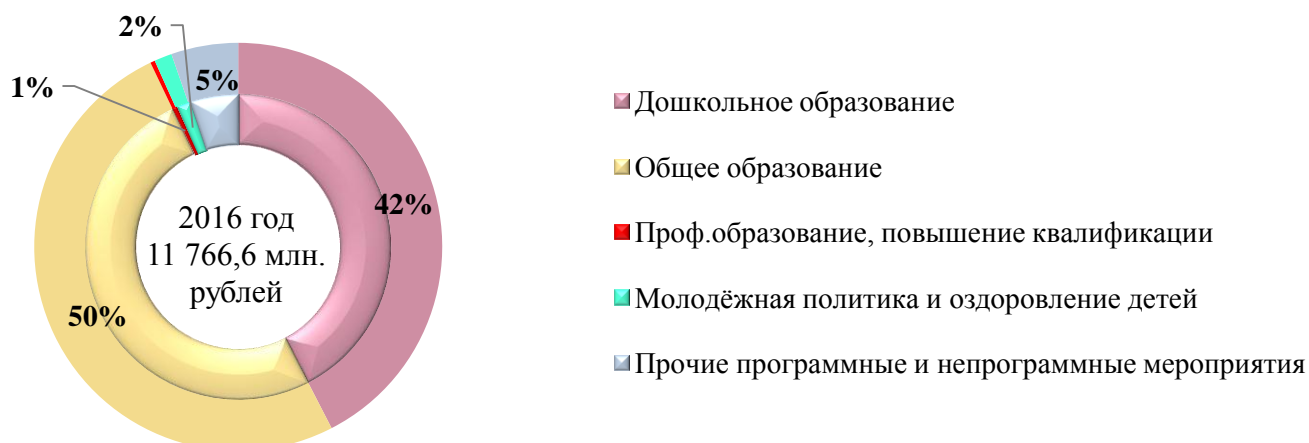 2%
1%
5%
42%
50%
2016 год
11 766,6 млн.
рублей
Дошкольное образование
Общее образование
Проф.образование, повышение квалификации
Молодёжная политика и оздоровление детей
Прочие программные и непрограммные мероприятия